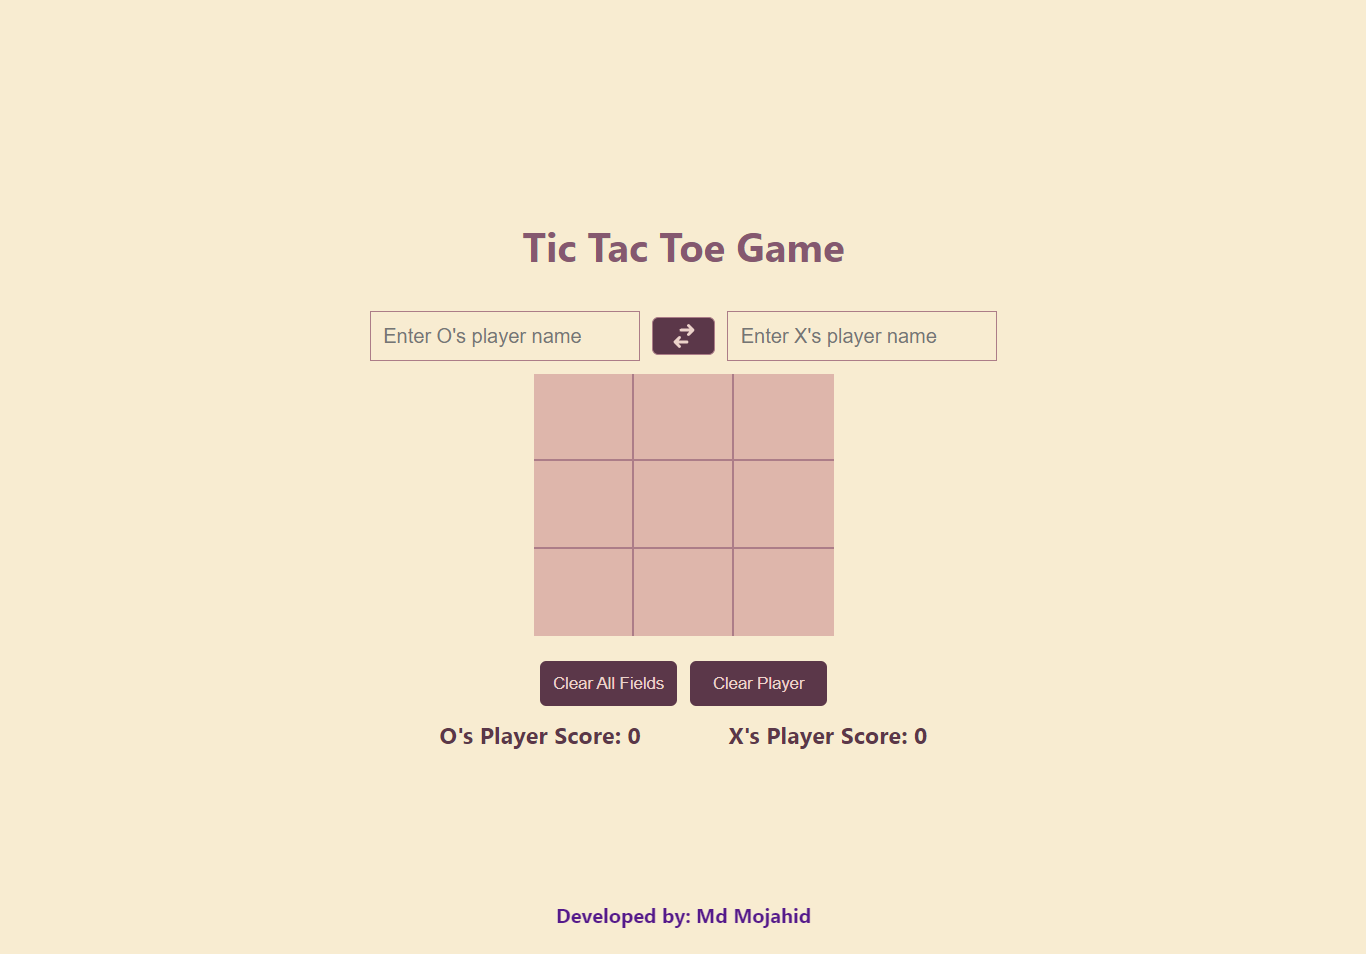 Tic Tac Toe Game
Enter O's player name
Enter X's player name
Clear All Fields
Clear Player
O's Player Score: 0
X's Player Score: 0
Developed by: Md Mojahid